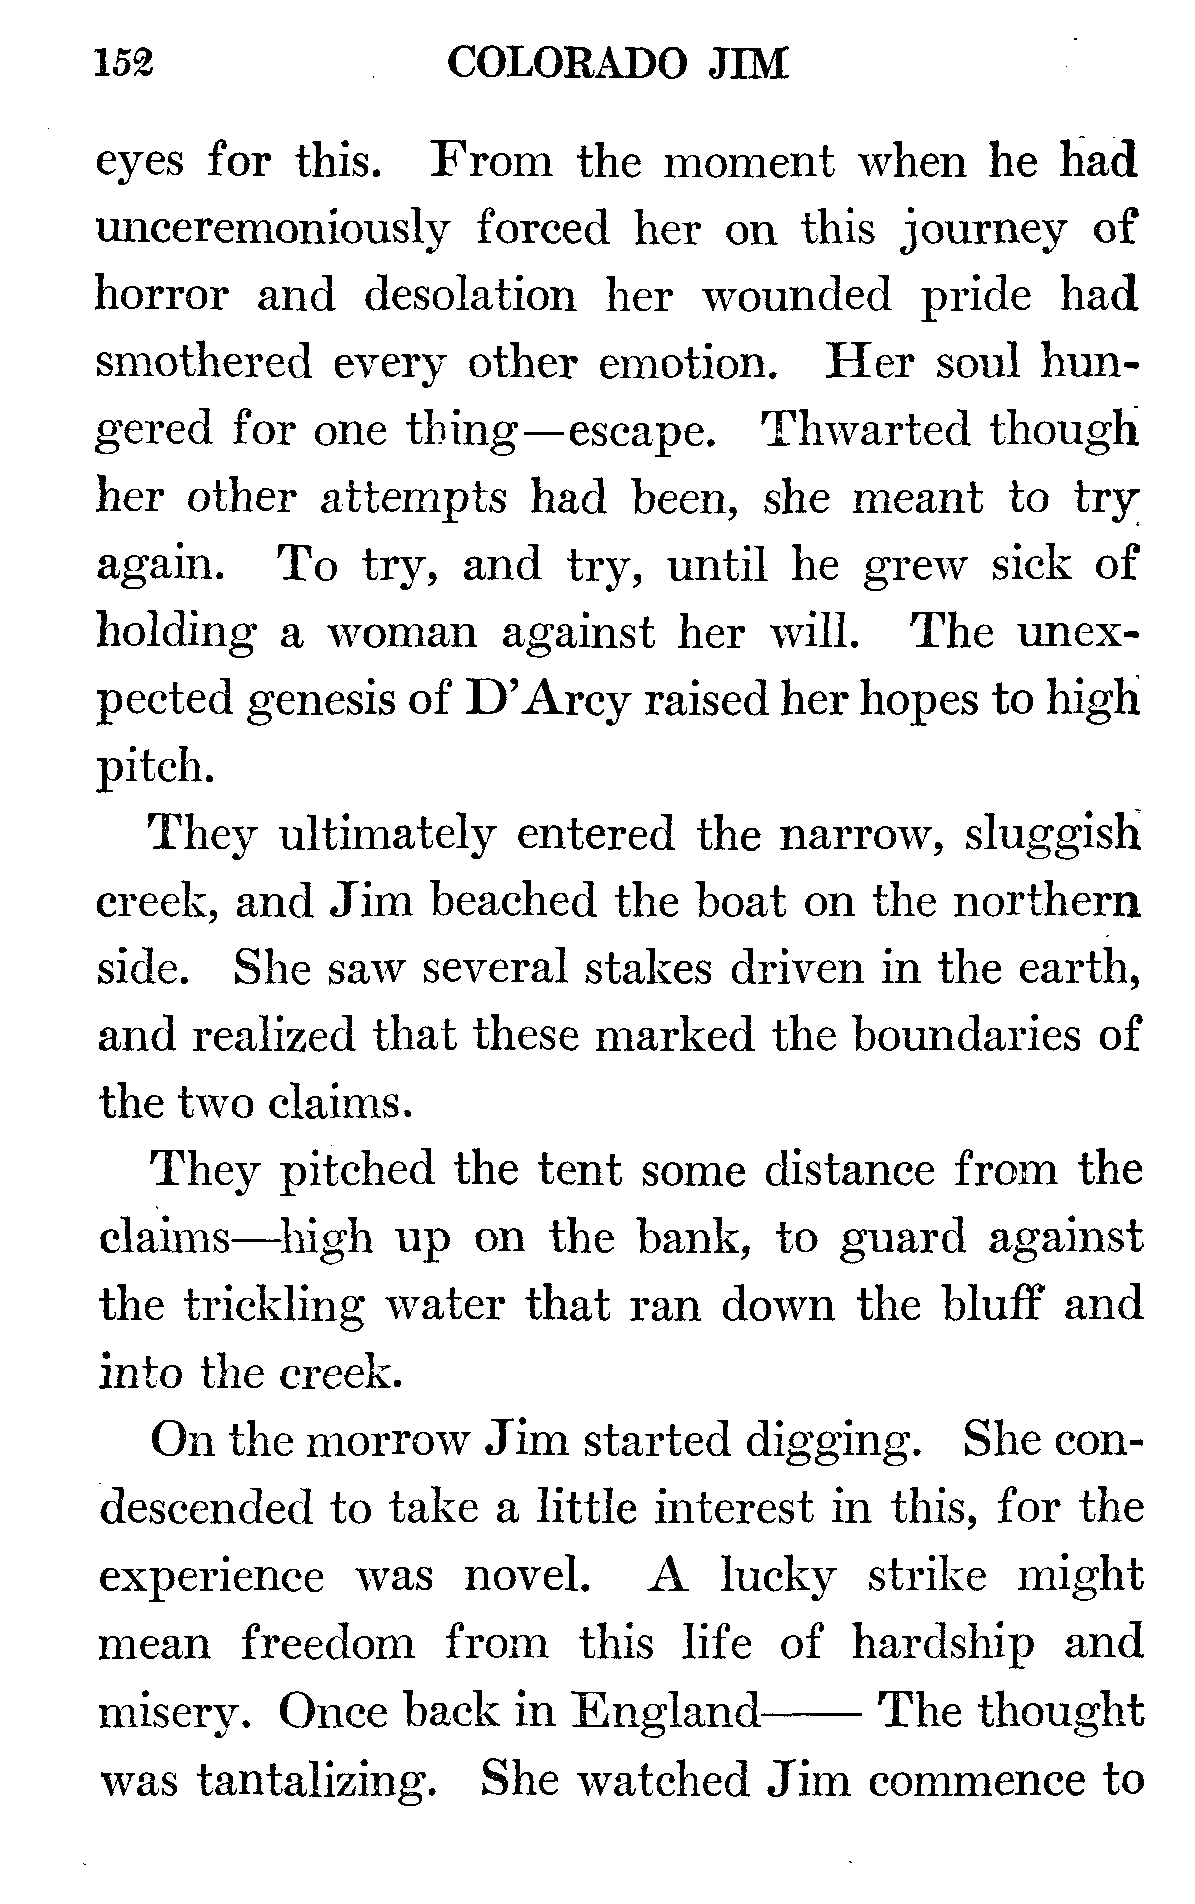 152 COLORADO JIM
eyes for this. From the moment when he had
unceremoniously forced her on this journey of
horror and desolation her wounded pride had
smothered every other emotion. Her soul hun-
gered for one thing—escape. Thwarted though
her other attempts had been, she meant to try
again. To try, and try, until he grew sick of
holding a woman against her will. The unex-
pected genesis of D'Arcy raised her hopes to high
pitch.
They ultimately entered the narrow, sluggish
creek, and Jim beached the boat on the northern
side. She saw several stakes driven in the earth,
and realized that these marked the boundaries of
the two claims.
They pitched the tent some distance from the
claims—high up on the bank, to guard against
the trickling water that ran down the bluff and
into the creek.
On the morrow Jim started digging. She con-
descended to take a little interest in this, for the
experience was novel. A lucky strike might
mean freedom from this life of hardship and
misery. Once back in England—— The thought
was tantalizing. She watched Jim commence to